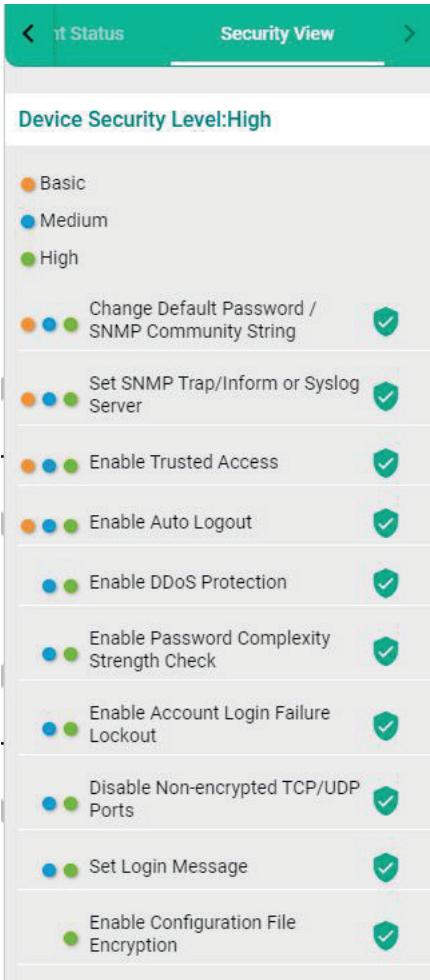 nt Status
Security View
Device Security Level:High
Basic
Medium
High
Change Default Password /
SNMP Community String
Set SNMP Trap/Inform or Syslog
Server
Enable Trusted Access
Enable Auto Logout
Enable DDoS Protection
Enable Password Complexity
Strength Check
Enable Account Login Failure
Lockout
Disable Non-encrypted TCP/UDP
Ports
Set Login Message
Enable Configuration File
Encryption